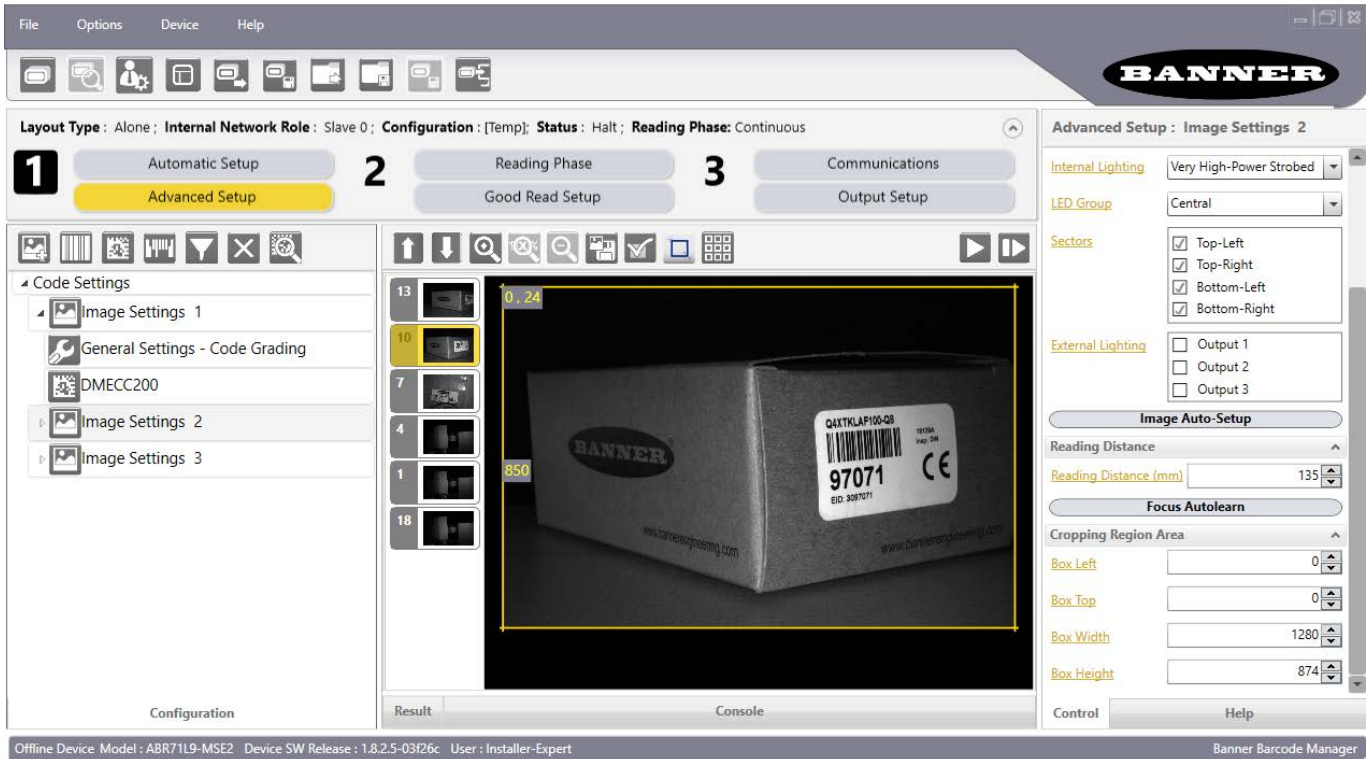 File Options Device Help
BANNER
Layout Type : Alone ; Internal Network Role : Slave 0 ; Configuration : [Temp]; Status : Halt ; Reading Phase: Continuous
1 Automatic Setup
Advanced Setup
2 Reading Phase
Good Read Setup
3 Communications
Output Setup
Code Settings
Image Settings 1
General Settings - Code Grading
DMECC200
Image Settings 2
Image Settings 3
Configuration
13
10
7
4
1
18
0 , 24
850
BANNER
www.bannerengineering.com
Q4XTKLAF100-Q8
97071
EID: 3097071
CE
www.bannerengineering.com
Result Console
Advanced Setup : Image Settings 2
Internal Lighting Very High-Power Strobed
LED Group Central
Sectors Top-Left
Top-Right
Bottom-Left
Bottom-Right
External Lighting Output 1
Output 2
Output 3
Image Auto-Setup
Reading Distance
Reading Distance (mm) 135
Focus Autolearn
Cropping Region Area
Box Left 0
Box Top 0
Box Width 1280
Box Height 874
Control Help
Offline Device Model : ABR71L9-MSE2 Device SW Release : 1.8.2.5-03f26c User : Installer-Expert
Banner Barcode Manager